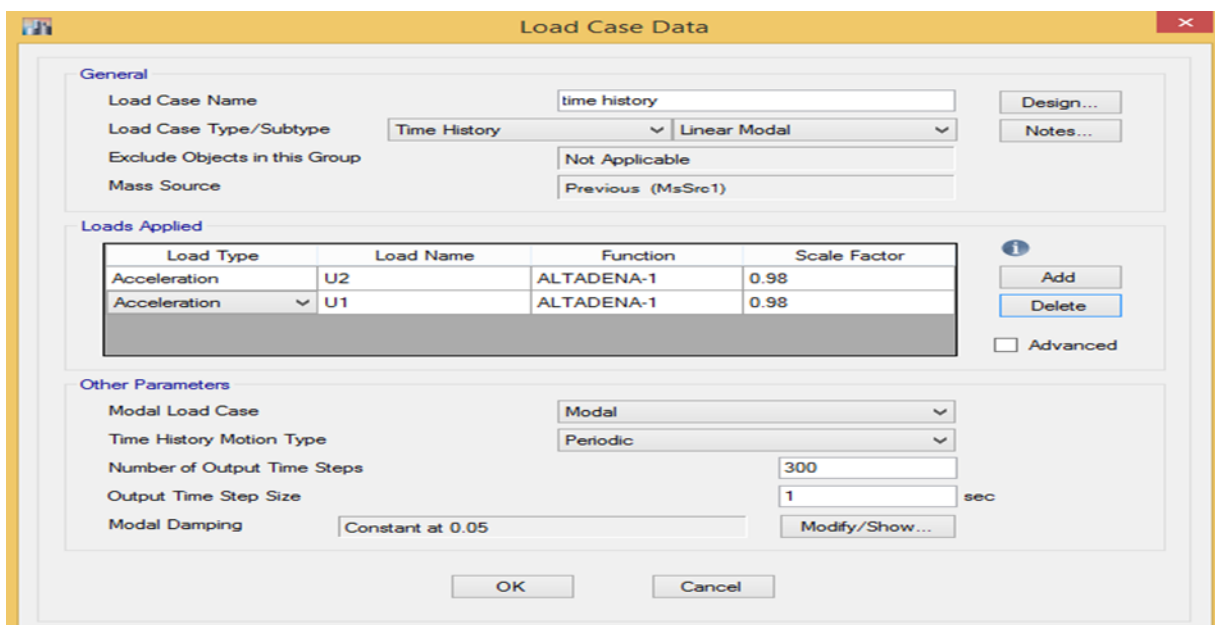 Load Case Data
General
Load Case Name time history Design...
Load Case Type/Subtype Time History Linear Modal Notes...
Exclude Objects in this Group Not Applicable
Mass Source Previous (MsSrc1)
Loads Applied
Load Type Load Name Function Scale Factor
Acceleration U2 ALTADENA-1 0.98 Add
Acceleration U1 ALTADENA-1 0.98 Delete
Advanced
Other Parameters
Modal Load Case Modal
Time History Motion Type Periodic
Number of Output Time Steps 300
Output Time Step Size 1 sec
Modal Damping Constant at 0.05 Modify/Show...
OK Cancel